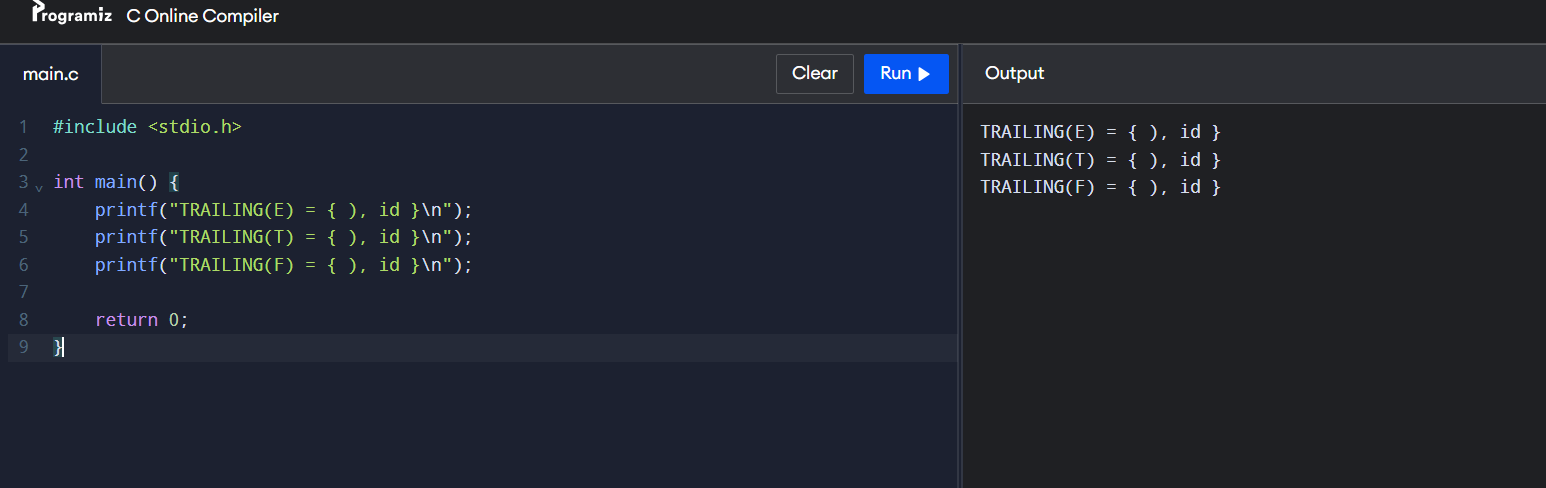 Programiz C Online Compiler
main.c Clear Run Output
1 #include <stdio.h>
2
3 int main() {
4 printf("TRAILING(E) = { ), id }\n");
5 printf("TRAILING(T) = { ), id }\n");
6 printf("TRAILING(F) = { ), id }\n");
7
8 return 0;
9 }
TRAILING(E) = { ), id }
TRAILING(T) = { ), id }
TRAILING(F) = { ), id }